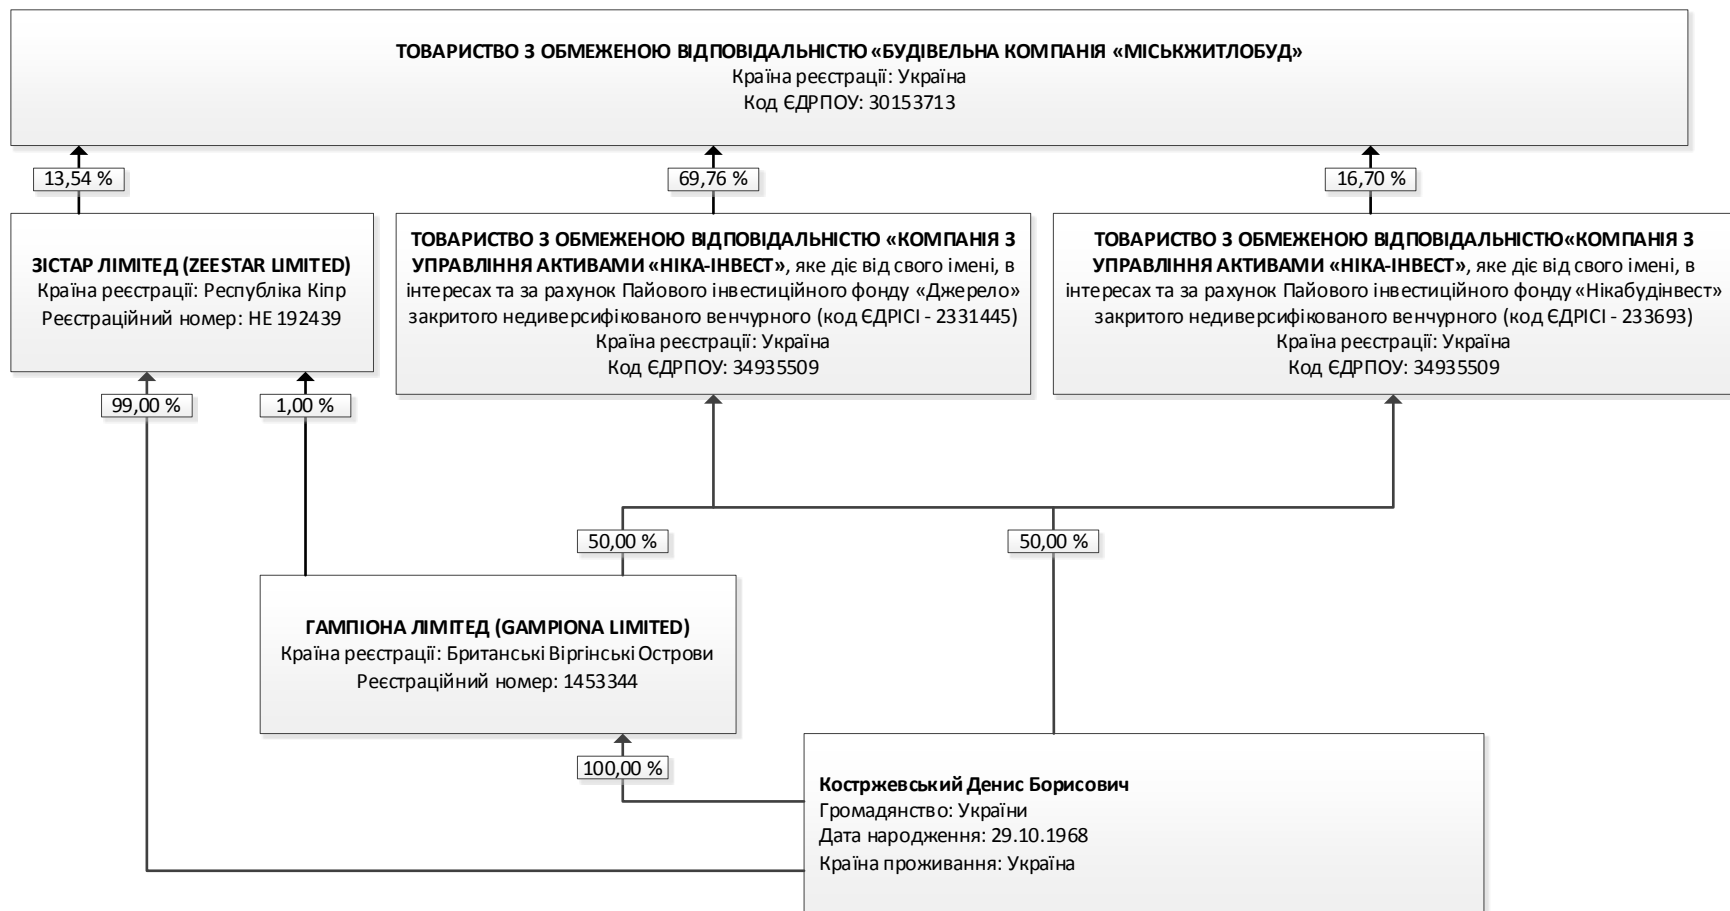 ТОВАРИСТВО З ОБМЕЖЕНОЮ ВІДПОВІДАЛЬНІСТЮ «БУДІВЕЛЬНА КОМПАНІЯ «МІСЬКЖИТЛОБУД»
Країна реєстрації: Україна
Код ЄДРПОУ: 30153713
13,54 %
69,76 %
16,70 %
ЗІСТАР ЛІМІТЕД (ZEESTAR LIMITED)
Країна реєстрації: Республіка Кіпр
Реєстраційний номер: НЕ 192439
ТОВАРИСТВО З ОБМЕЖЕНОЮ ВІДПОВІДАЛЬНІСТЮ «КОМПАНІЯ З
УПРАВЛІННЯ АКТИВАМИ «НІКА-ІНВЕСТ», яке діє від свого імені, в
інтересах та за рахунок Пайового інвестиційного фонду «Джерело»
закритого недиверсифікованого венчурного (код ЄДРІСІ - 2331445)
Країна реєстрації: Україна
Код ЄДРПОУ: 34935509
ТОВАРИСТВО З ОБМЕЖЕНОЮ ВІДПОВІДАЛЬНІСТЮ«КОМПАНІЯ З
УПРАВЛІННЯ АКТИВАМИ «НІКА-ІНВЕСТ», яке діє від свого імені, в
інтересах та за рахунок Пайового інвестиційного фонду «Нікабудінвест»
закритого недиверсифікованого венчурного (код ЄДРІСІ - 233693)
Країна реєстрації: Україна
Код ЄДРПОУ: 34935509
99,00 %
1,00 %
50,00 %
50,00 %
ГАМПІОНА ЛІМІТЕД (GAMPIONA LIMITED)
Країна реєстрації: Британські Віргінські Острови
Реєстраційний номер: 1453344
100,00 %
Костржевський Денис Борисович
Громадянство: України
Дата народження: 29.10.1968
Країна проживання: Україна